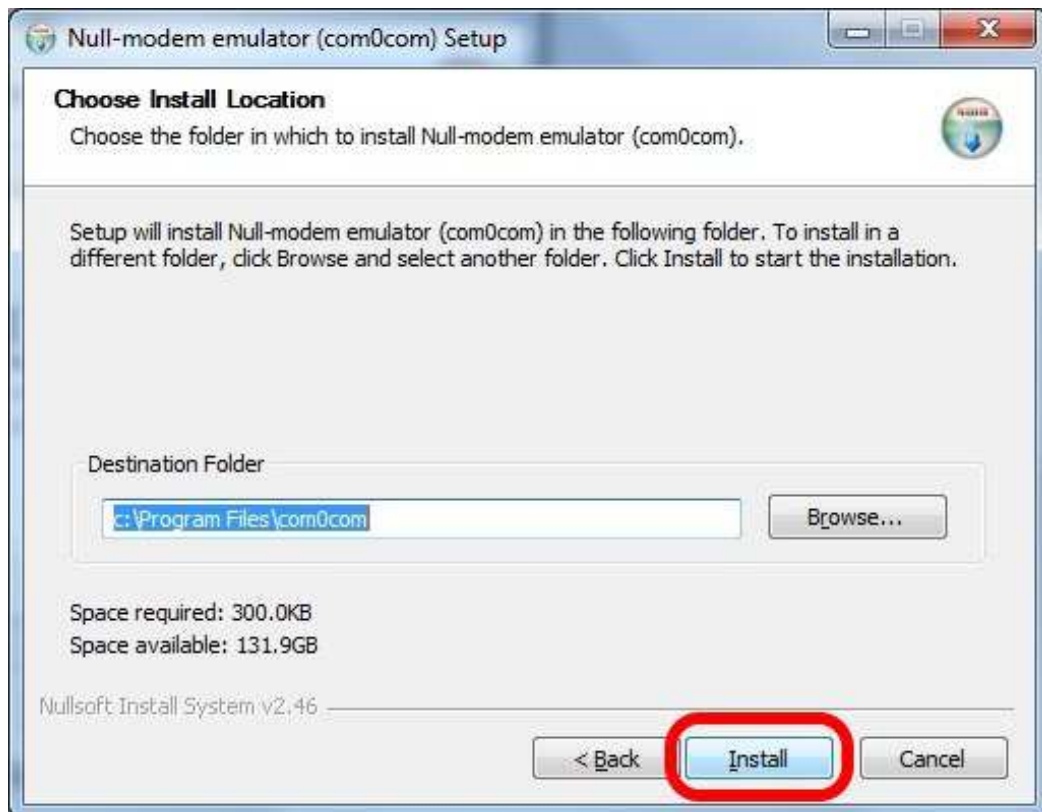 Null-modem emulator (com0com) Setup
Choose Install Location
Choose the folder in which to install Null-modem emulator (com0com).
Setup will install Null-modem emulator (com0com) in the following folder. To install in a
different folder, click Browse and select another folder. Click Install to start the installation.
Destination Folder
c:\Program Files\com0com
Browse...
Space required: 300.0KB
Space available: 131.9GB
Nullsoft Install System v2.46
< Back
Install
Cancel